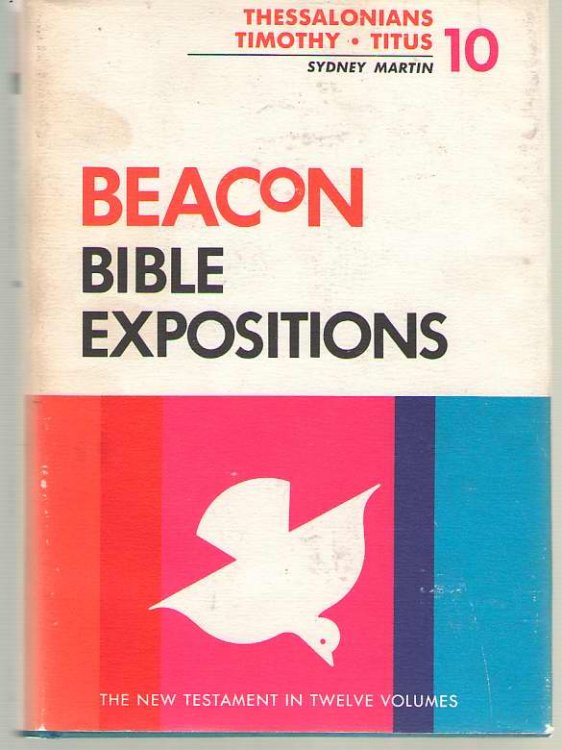 THESSALONIANS
TIMOTHY • TITUS
SYDNEY MARTIN
10
BEACON
BIBLE
EXPOSITIONS
THE NEW TESTAMENT IN TWELVE VOLUMES